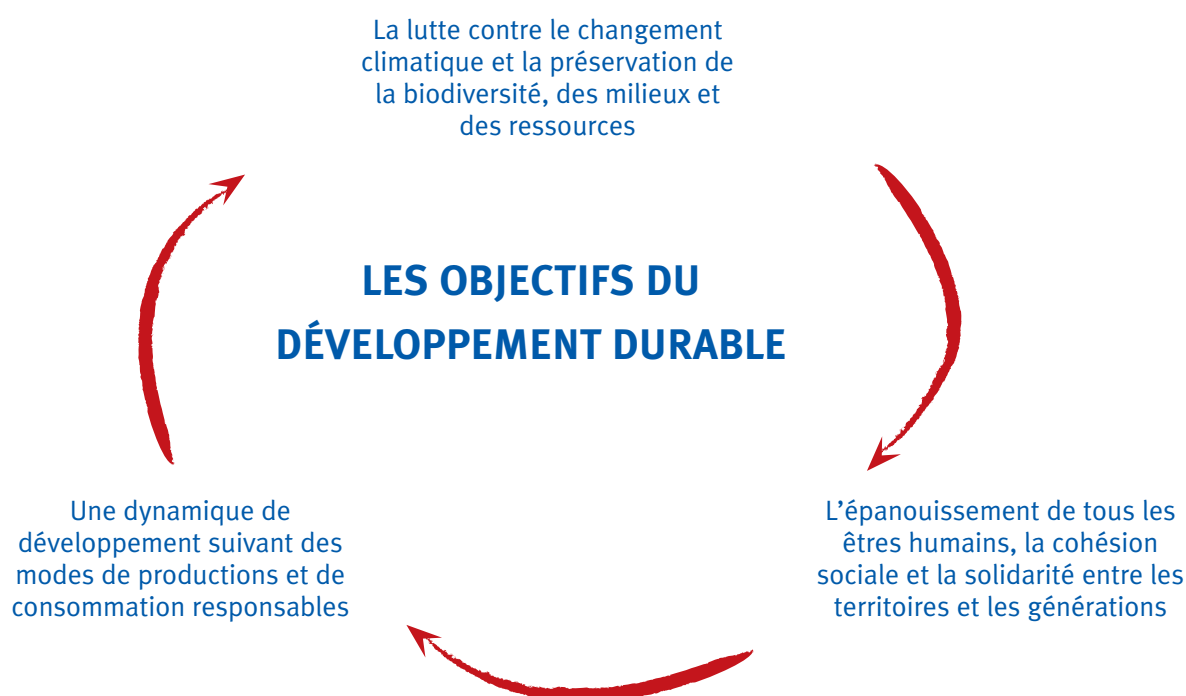 La lutte contre le changement
climatique et la préservation de
la biodiversité, des milieux et
des ressources
LES OBJECTIFS DU
DÉVELOPPEMENT DURABLE
Une dynamique de
développement suivant des
modes de productions et de
consommation responsables
L’épanouissement de tous les
êtres humains, la cohésion
sociale et la solidarité entre les
territoires et les générations